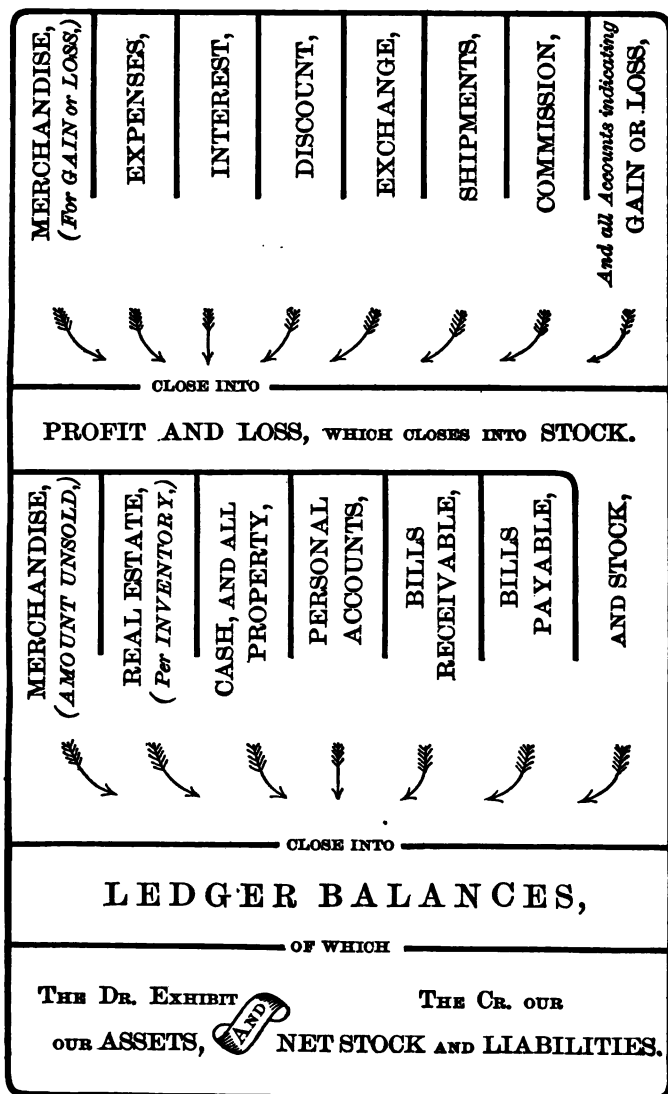 MERCHANDISE,
(For GAIN or LOSS,)
EXPENSES,
INTEREST,
DISCOUNT,
EXCHANGE,
SHIPMENTS,
COMMISSION,
And all Accounts indicating
GAIN OR LOSS,
CLOSE INTO
PROFIT AND LOSS, WHICH CLOSES INTO STOCK.
MERCHANDISE,
(AMOUNT UNSOLD,)
REAL ESTATE,
(Per INVENTORY,)
CASH, AND ALL
PROPERTY,
PERSONAL
ACCOUNTS,
BILLS
RECEIVABLE,
BILLS
PAYABLE,
AND STOCK,
CLOSE INTO
LEDGER BALANCES,
OF WHICH
THE DR. EXHIBIT
OUR ASSETS,
AND
THE CR. OUR
NET STOCK AND LIABILITIES.